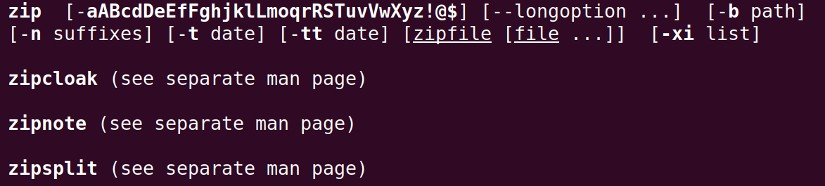 zip  [-aABcdDeEfFghjklLmoqrRSTuvVwXyz!@$] [--longoption ...]  [-b path]
[-n suffixes] [-t date] [-tt date] [zipfile [file ...]]  [-xi list]
zipcloak (see separate man page)
zipnote (see separate man page)
zipsplit (see separate man page)